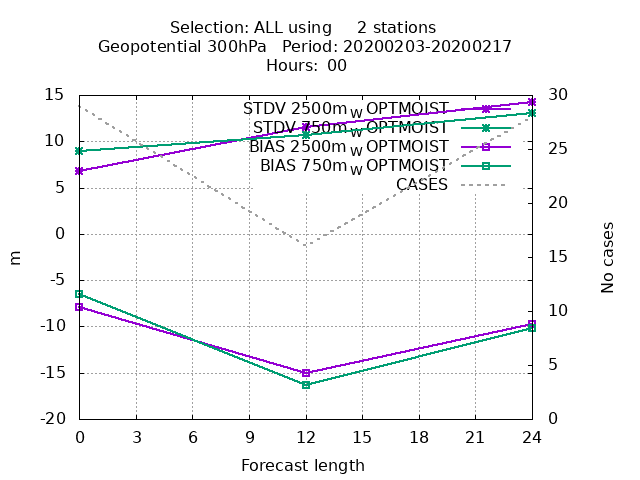 Selection: ALL using     2 stations
Geopotential 300hPa   Period: 20200203-20200217
Hours:  00
STDV 2500m_W OPTMOIST
STDV 750m_W OPTMOIST
BIAS 2500m_W OPTMOIST
BIAS 750m_W OPTMOIST
CASES
15
10
5
0
-5
-10
-15
-20
m
30
25
20
15
10
5
0
No cases
0 3 6 9 12 15 18 21 24
Forecast length